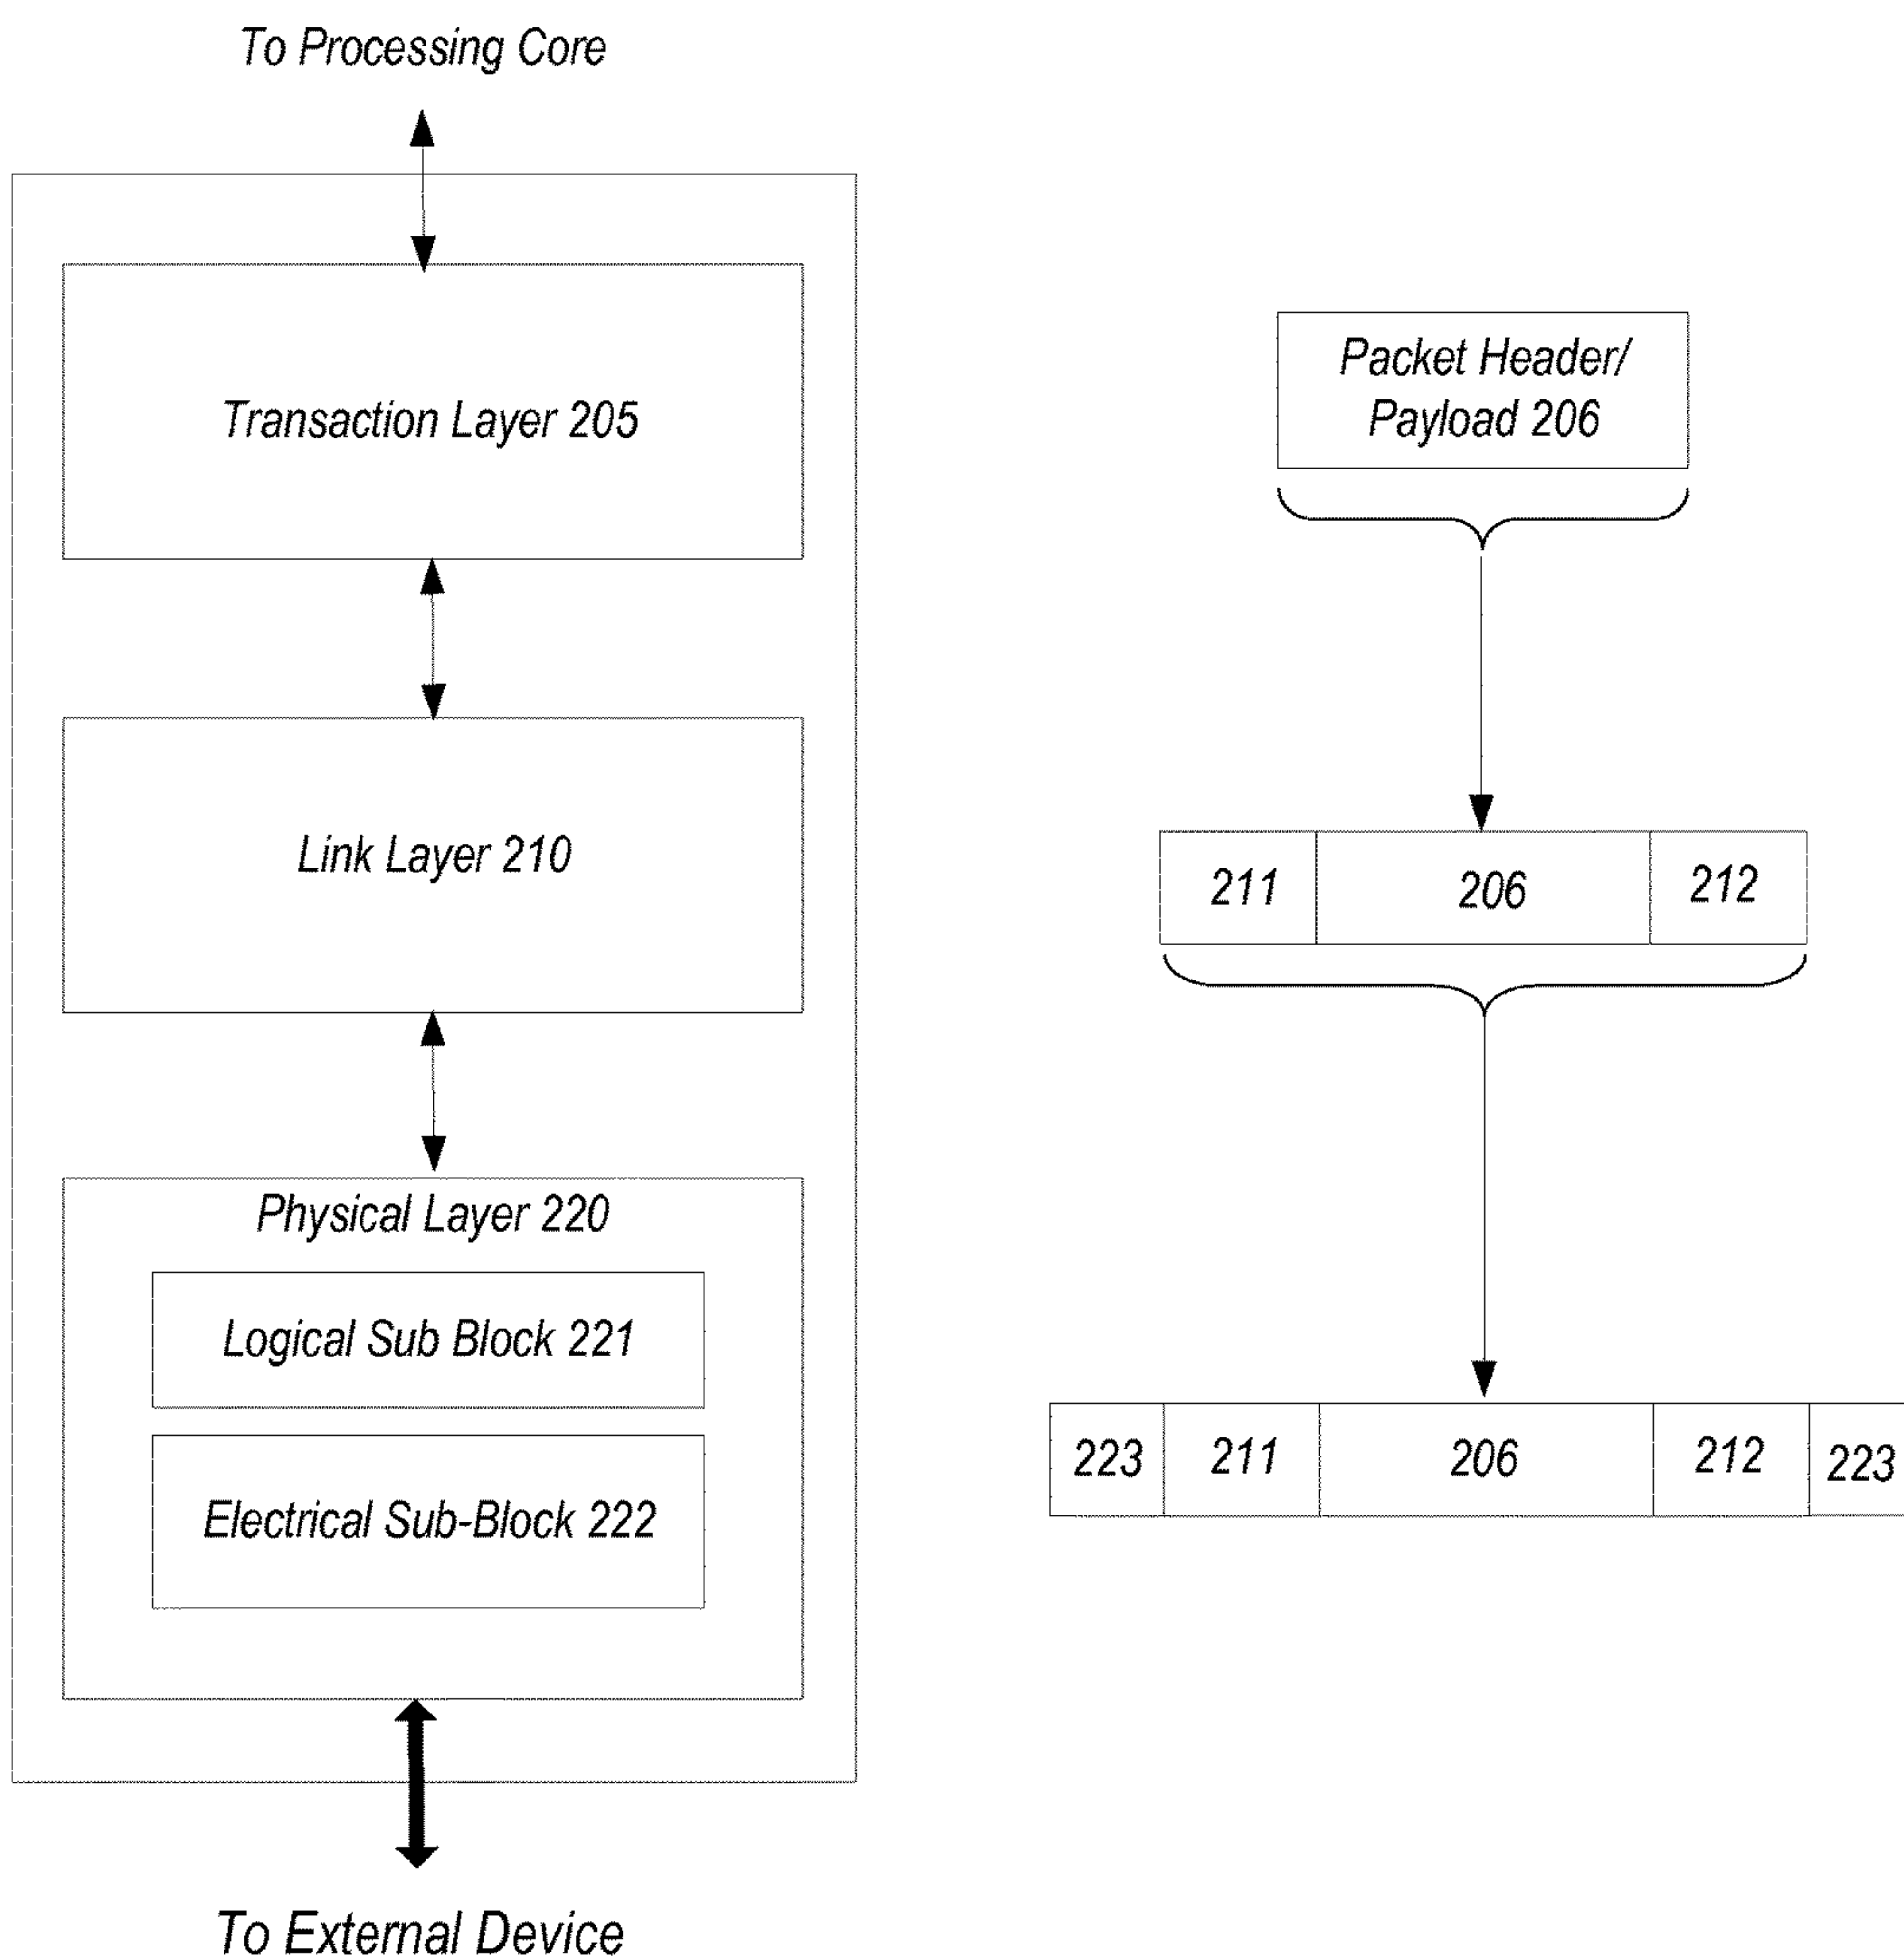 To Processing Core
Transaction Layer 205
Link Layer 210
Physical Layer 220
Logical Sub Block 221
Electrical Sub-Block 222
To External Device
Packet Header/
Payload 206
211 206 212
223 211 206 212 223